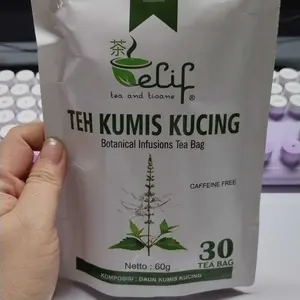 茶
elif®
tea and tisane
TEH KUMIS KUCING
Botanical Infusions Tea Bag
CAFFEINE FREE
Netto : 60g
30
TEA BAG
KOMPOSISI : DAUN KUMIS KUCING